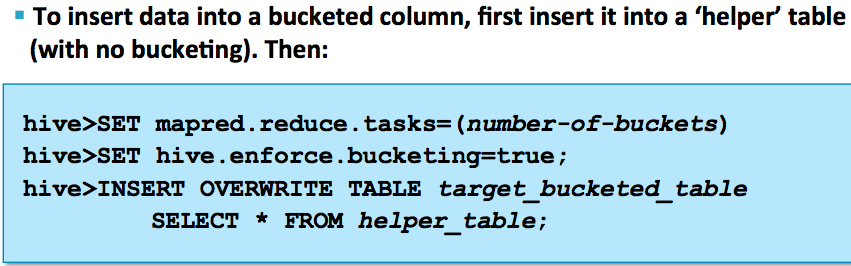 ▪ To insert data into a bucketed column, first insert it into a ‘helper’ table
(with no bucketing). Then:
hive>SET mapred.reduce.tasks=(number-of-buckets)
hive>SET hive.enforce.bucketing=true;
hive>INSERT OVERWRITE TABLE target_bucketed_table
SELECT * FROM helper_table;